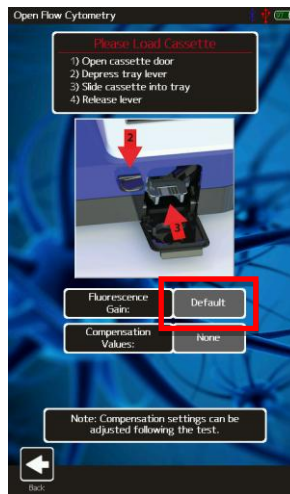 Open Flow Cytometry
Please Load Cassette
1) Open cassette door
2) Depress tray lever
3) Slide cassette into tray
4) Release lever
2
3
Fluorescence
Gain:
Default
Compensation
Values:
None
Note: Compensation settings can be
adjusted following the test.
Back